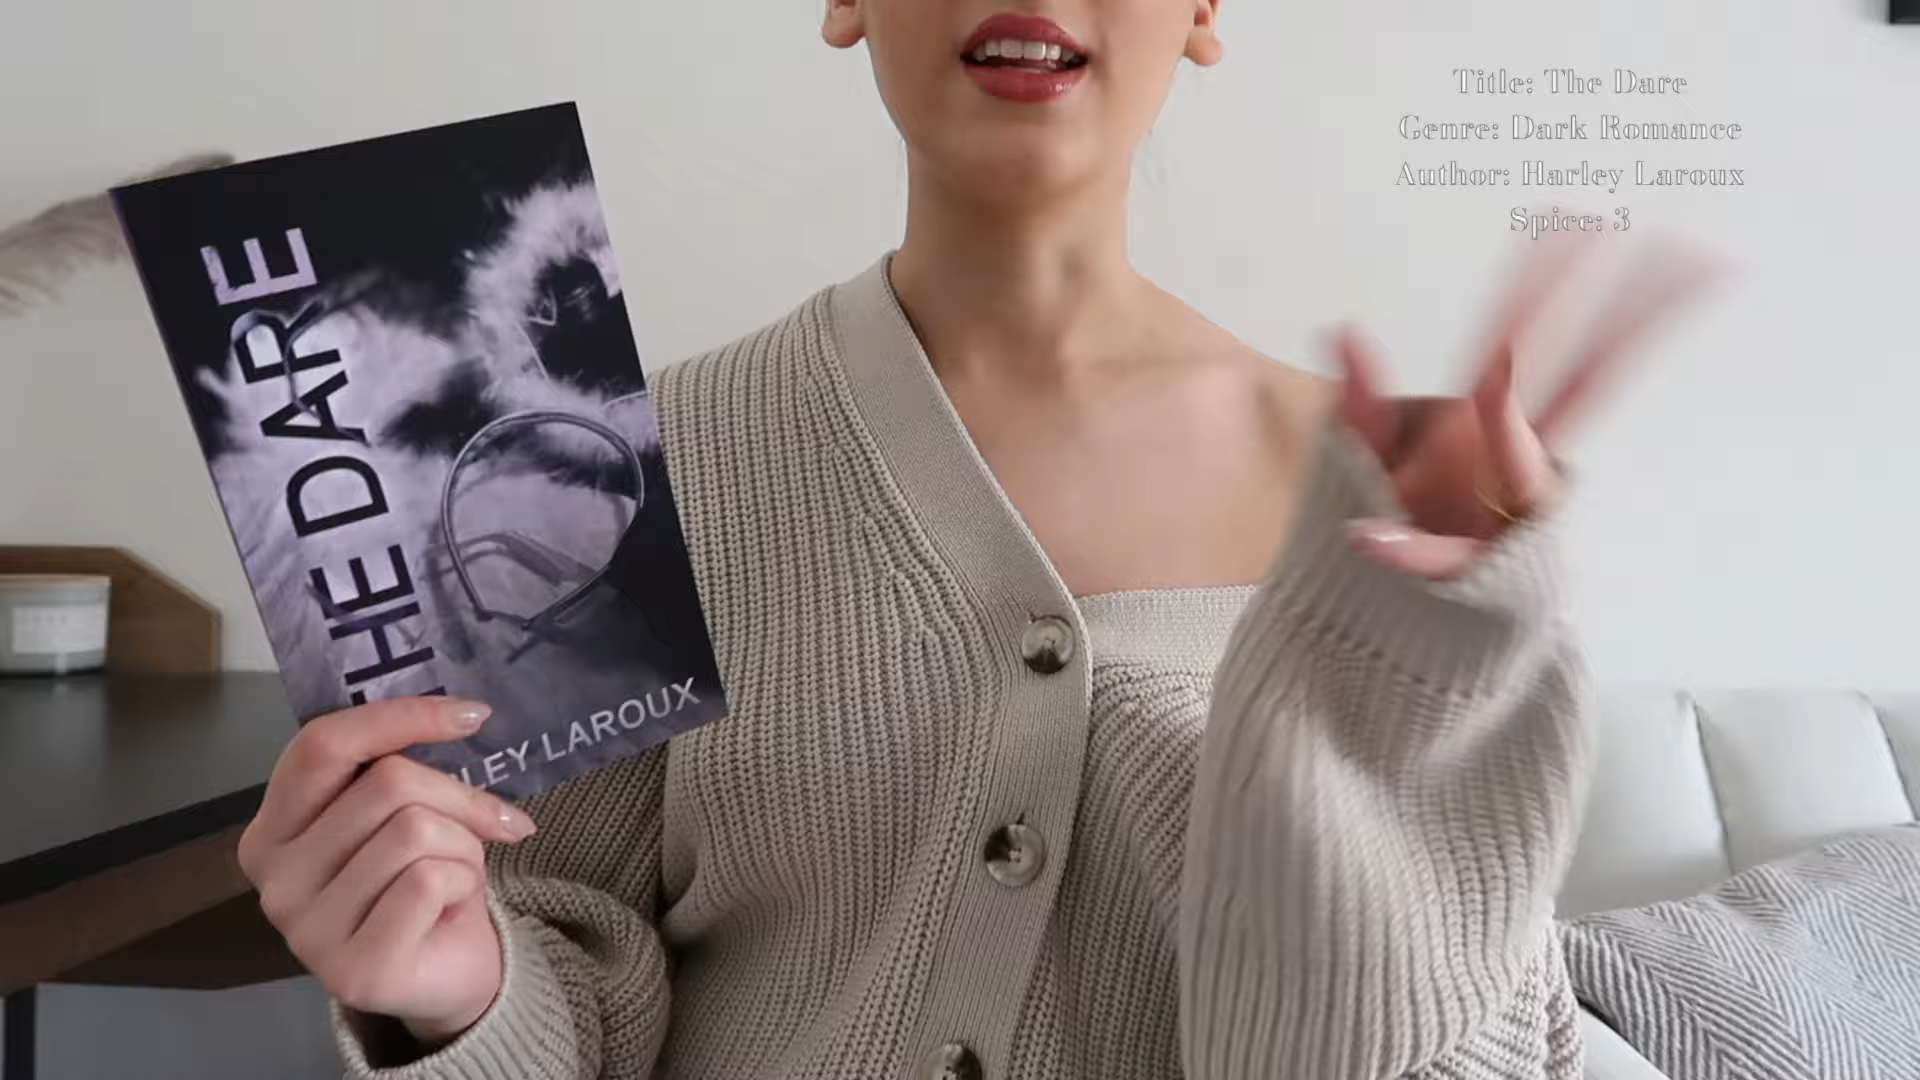 THE DARE
LEY LAROUX
Title: The Dare
Genre: Dark Romance
Author: Harley Laroux
Spice: 3